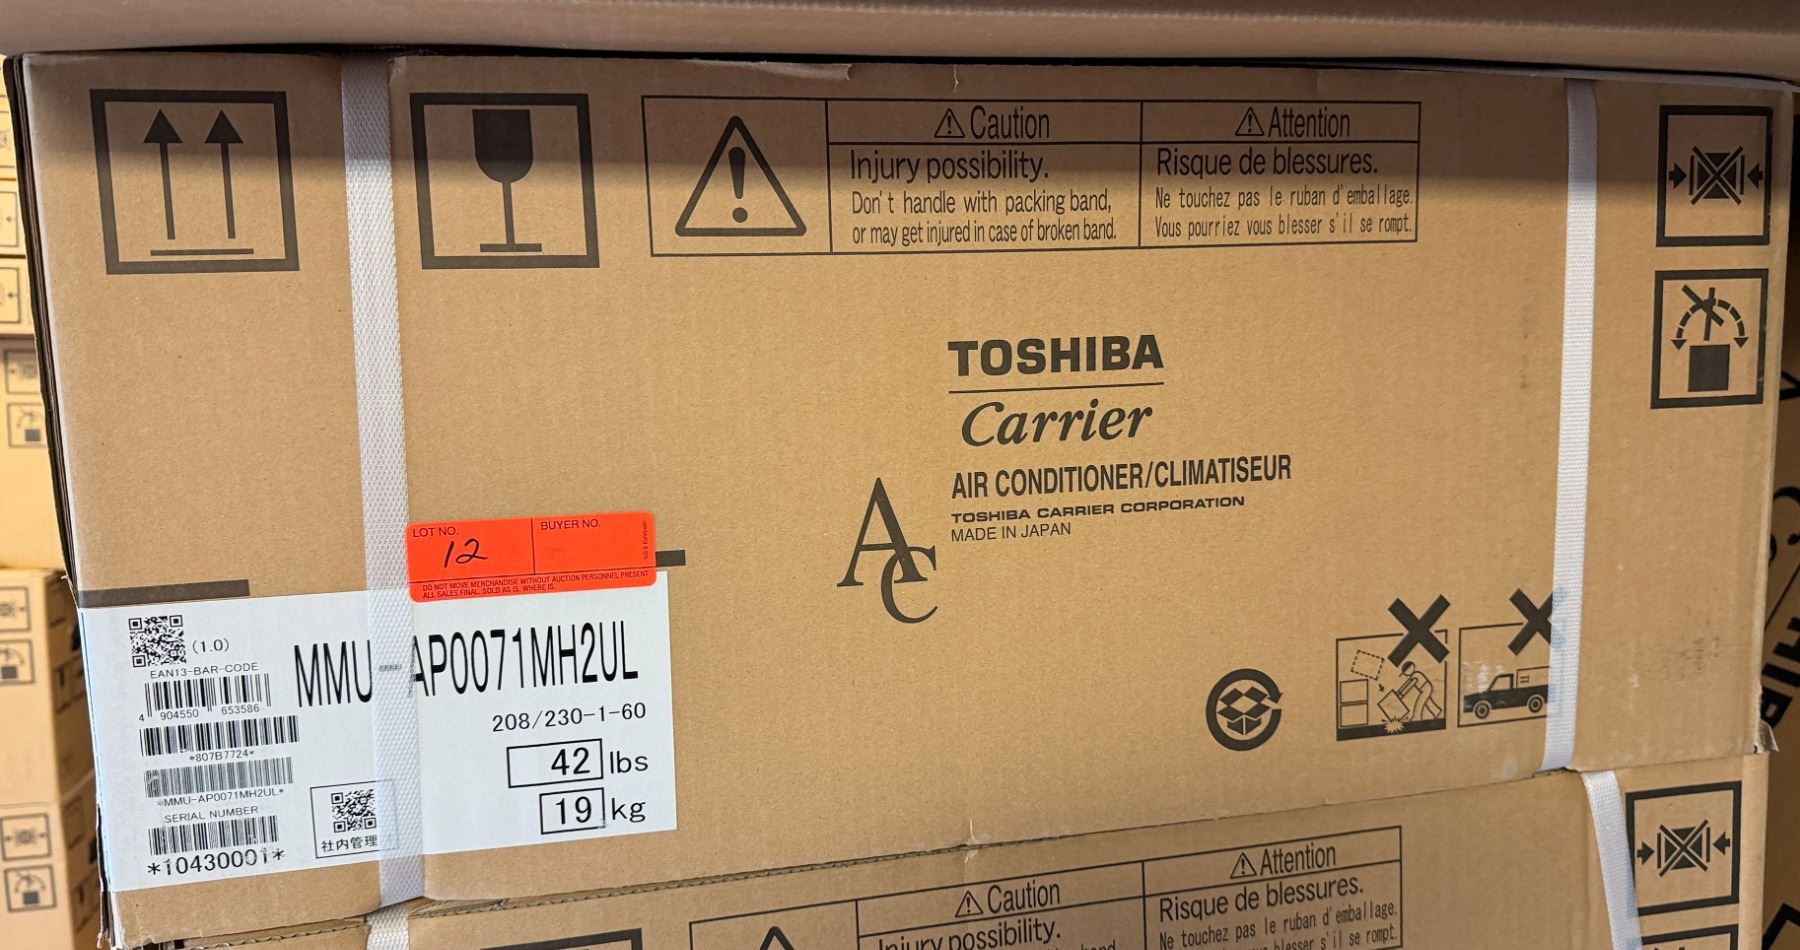 Caution
Injury possibility.
Don't handle with packing band,
or may get injured in case of broken band.
Attention
Risque de blessures.
Ne touchez pas le ruban d'emballage.
Vous pourriez vous blesser s'il se rompt.
TOSHIBA
Carrier
AC
AIR CONDITIONER/CLIMATISEUR
TOSHIBA CARRIER CORPORATION
MADE IN JAPAN
LOT NO.
12
BUYER NO.
DO NOT MOVE MERCHANDISE WITHOUT AUCTION PERSONNEL PRESENT
ALL SALES FINAL. SOLD AS IS. WHERE IS.
(1.0)
EAN13-BAR-CODE
4 904550 653586
*807B7724*
*MMU-AP0071MH2UL*
SERIAL NUMBER
*10430001*
社内管理
MMU-AP0071MH2UL
208/230-1-60
42 lbs
19 kg
Caution
Injury possibility.
Attention
Risque de blessures.
Ne touchez pas le ruban d'emballage.
blesser s'il se rompt.